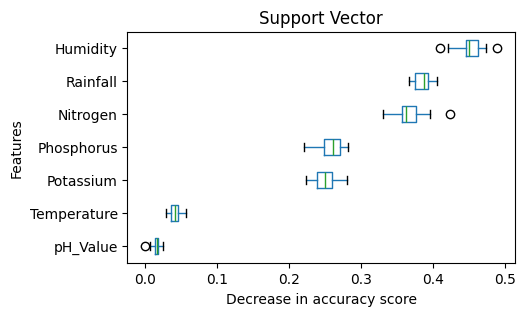 Support Vector
Humidity
Rainfall
Nitrogen
Phosphorus
Potassium
Temperature
pH_Value
Features
0.0 0.1 0.2 0.3 0.4 0.5
Decrease in accuracy score